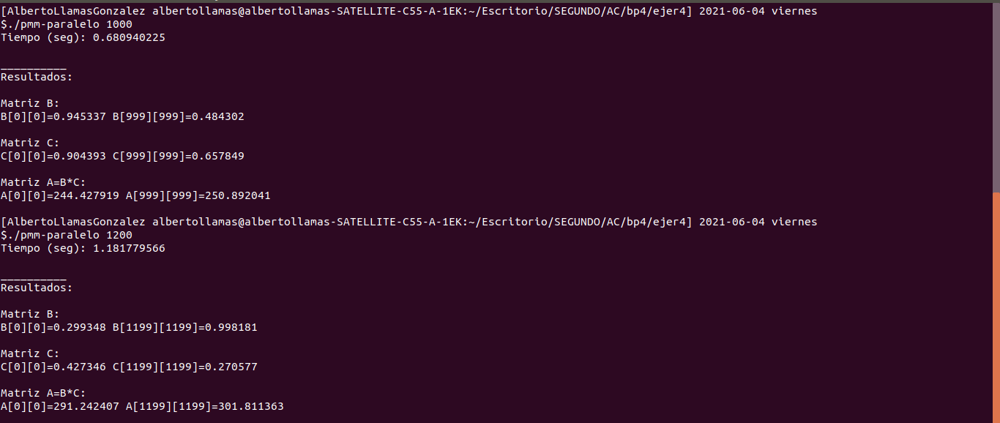 [AlbertoLlamasGonzalez albertollamas@albertollamas-SATELLITE-C55-A-1EK:~/Escritorio/SEGUNDO/AC/bp4/ejer4] 2021-06-04 viernes
$./pmm-paralelo 1000
Tiempo (seg): 0.680940225
__________
Resultados:
Matriz B:
B[0][0]=0.945337 B[999][999]=0.484302
Matriz C:
C[0][0]=0.904393 C[999][999]=0.657849
Matriz A=B*C:
A[0][0]=244.427919 A[999][999]=250.892041
[AlbertoLlamasGonzalez albertollamas@albertollamas-SATELLITE-C55-A-1EK:~/Escritorio/SEGUNDO/AC/bp4/ejer4] 2021-06-04 viernes
$./pmm-paralelo 1200
Tiempo (seg): 1.181779566
__________
Resultados:
Matriz B:
B[0][0]=0.299348 B[1199][1199]=0.998181
Matriz C:
C[0][0]=0.427346 C[1199][1199]=0.270577
Matriz A=B*C:
A[0][0]=291.242407 A[1199][1199]=301.811363